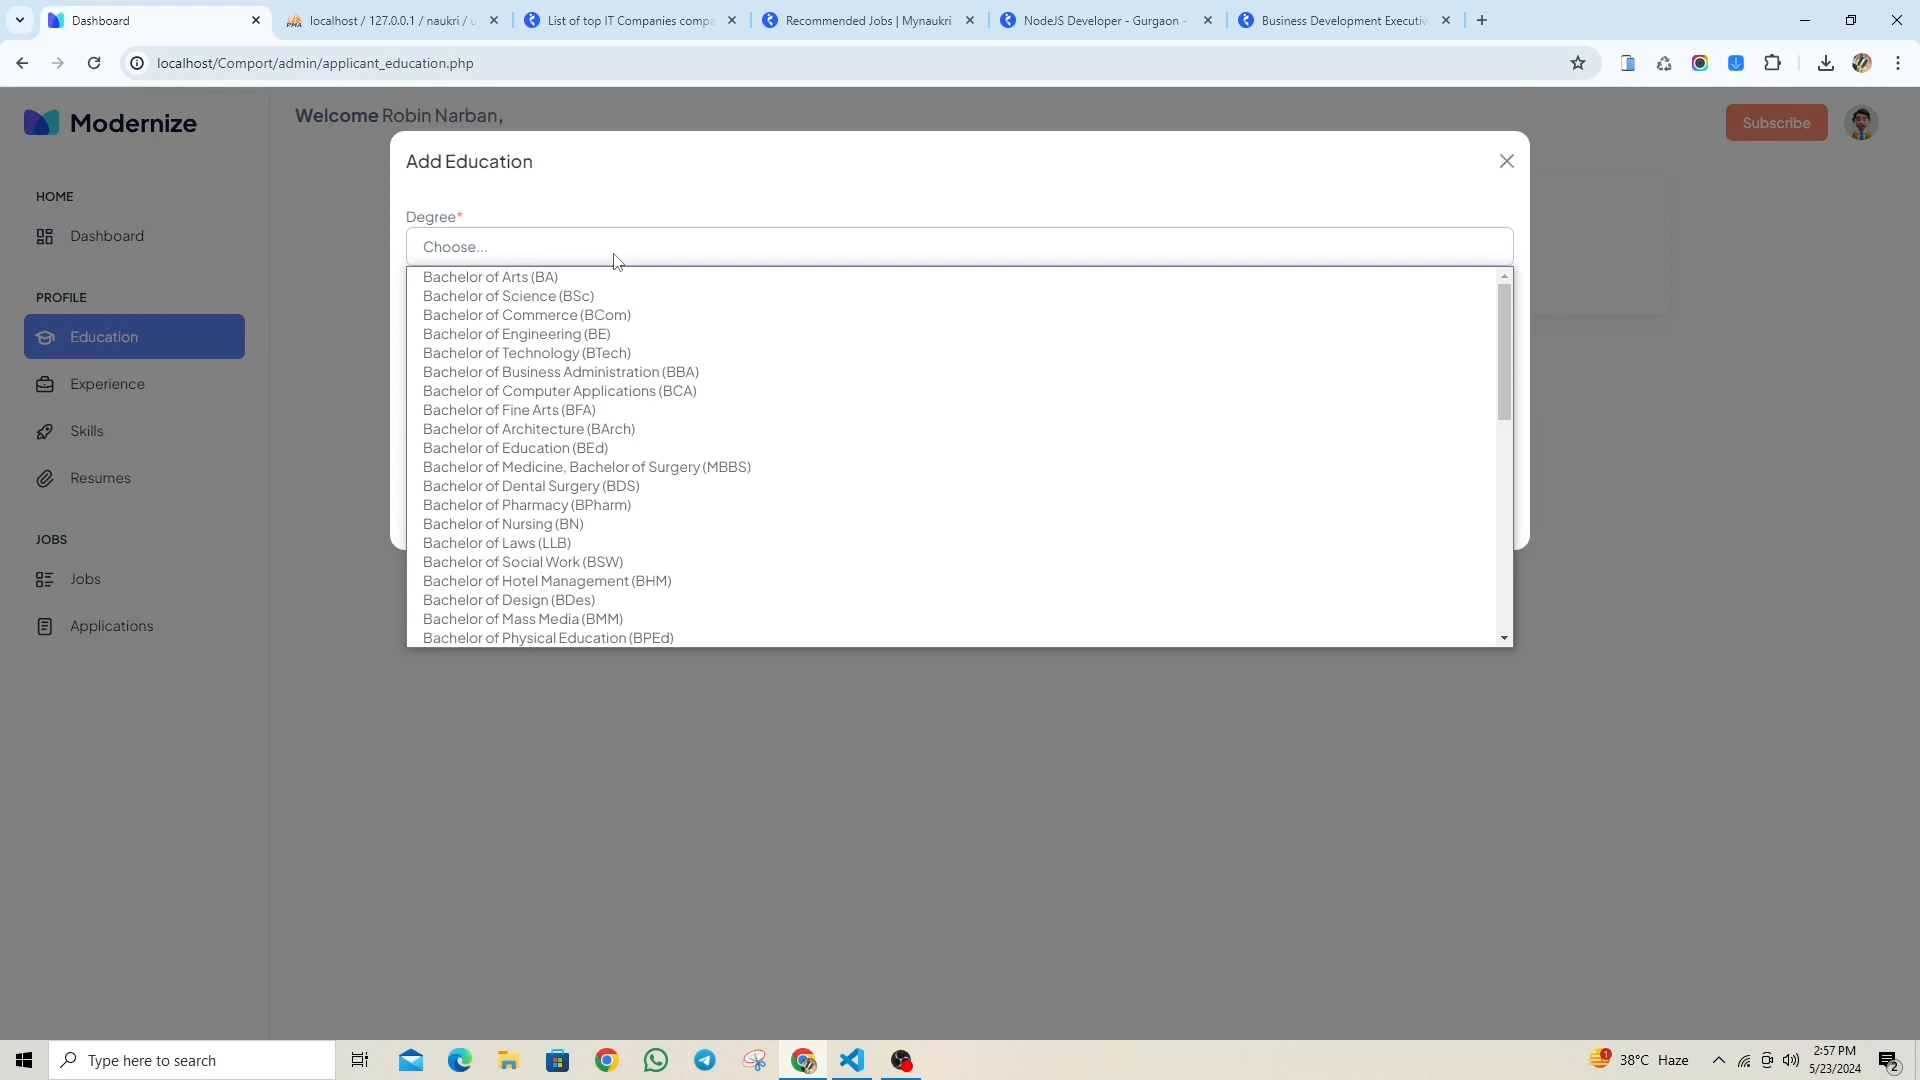 Dashboard
localhost / 127.0.0.1 / naukri / u
List of top IT Companies compa
Recommended Jobs | Mynaukri
NodeJS Developer - Gurgaon -
Business Development Executiv
localhost/Comport/admin/applicant_education.php
Modernize
Welcome Robin Narban,
Subscribe
HOME
Dashboard
PROFILE
Education
Experience
Skills
Resumes
JOBS
Jobs
Applications
Add Education
Degree*
Choose...
Bachelor of Arts (BA)
Bachelor of Science (BSc)
Bachelor of Commerce (BCom)
Bachelor of Engineering (BE)
Bachelor of Technology (BTech)
Bachelor of Business Administration (BBA)
Bachelor of Computer Applications (BCA)
Bachelor of Fine Arts (BFA)
Bachelor of Architecture (BArch)
Bachelor of Education (BEd)
Bachelor of Medicine, Bachelor of Surgery (MBBS)
Bachelor of Dental Surgery (BDS)
Bachelor of Pharmacy (BPharm)
Bachelor of Nursing (BN)
Bachelor of Laws (LLB)
Bachelor of Social Work (BSW)
Bachelor of Hotel Management (BHM)
Bachelor of Design (BDes)
Bachelor of Mass Media (BMM)
Bachelor of Physical Education (BPEd)
Type here to search
1
38°C Haze
2:57 PM
5/23/2024
2